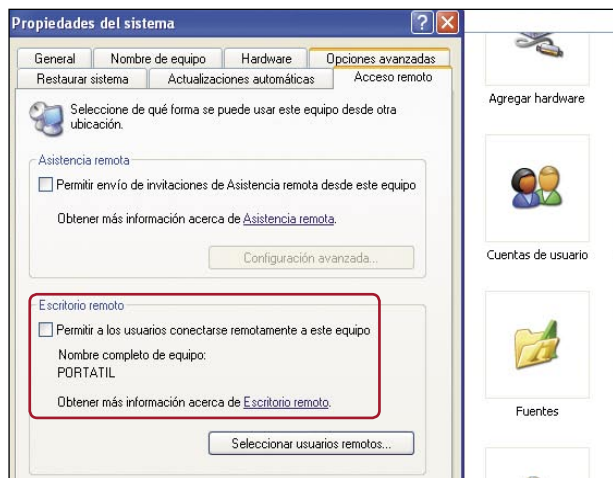 Propiedades del sistema
General
Nombre de equipo
Hardware
Opciones avanzadas
Restaurar sistema
Actualizaciones automáticas
Acceso remoto
Seleccione de qué forma se puede usar este equipo desde otra
ubicación.
Asistencia remota
Permitir envío de invitaciones de Asistencia remota desde este equipo
Obtener más información acerca de Asistencia remota.
Configuración avanzada...
Escritorio remoto
Permitir a los usuarios conectarse remotamente a este equipo
Nombre completo de equipo:
PORTATIL
Obtener más información acerca de Escritorio remoto.
Seleccionar usuarios remotos...
Agregar hardware
Cuentas de usuario
Fuentes